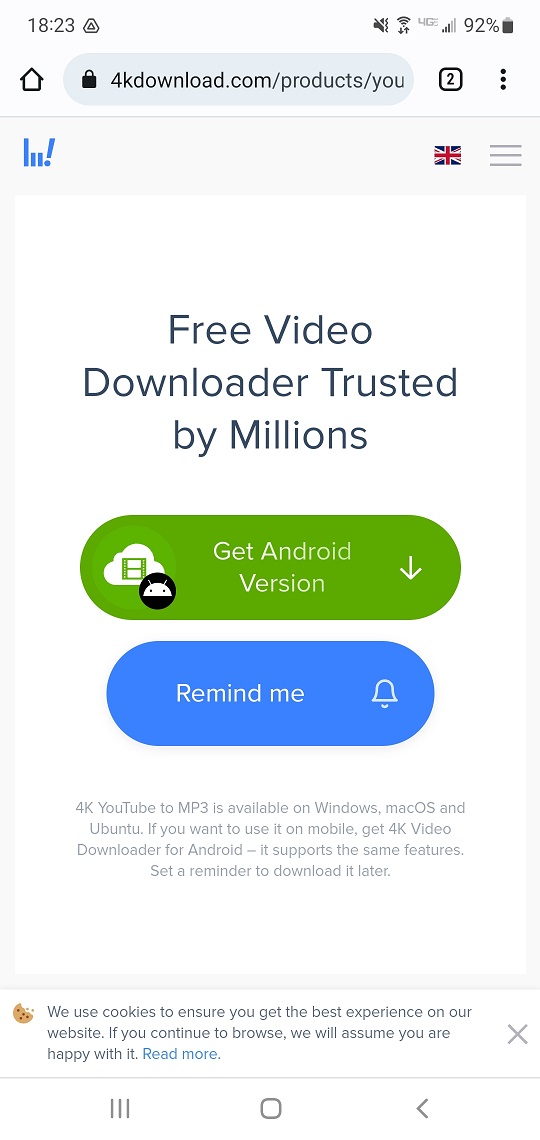 18:23
4GE 92%
4kdownload.com/products/you
2
Free Video
Downloader Trusted
by Millions
Get Android
Version
Remind me
4K YouTube to MP3 is available on Windows, macOS and
Ubuntu. If you want to use it on mobile, get 4K Video
Downloader for Android – it supports the same features.
Set a reminder to download it later.
We use cookies to ensure you get the best experience on our
website. If you continue to browse, we will assume you are
happy with it. Read more.